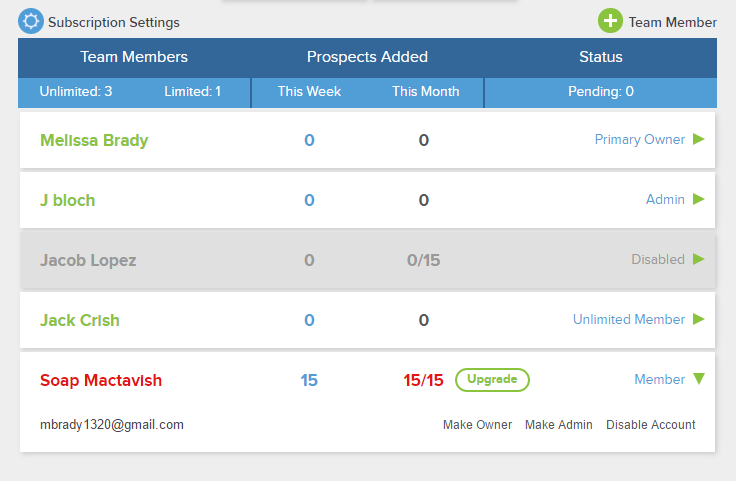 Subscription Settings Team Member
Team Members Prospects Added Status
Unlimited: 3 Limited: 1 This Week This Month Pending: 0
Melissa Brady 0 0 Primary Owner
J bloch 0 0 Admin
Jacob Lopez 0 0/15 Disabled
Jack Crish 0 0 Unlimited Member
Soap Mactavish 15 15/15 Upgrade Member
mbrady1320@gmail.com Make Owner Make Admin Disable Account